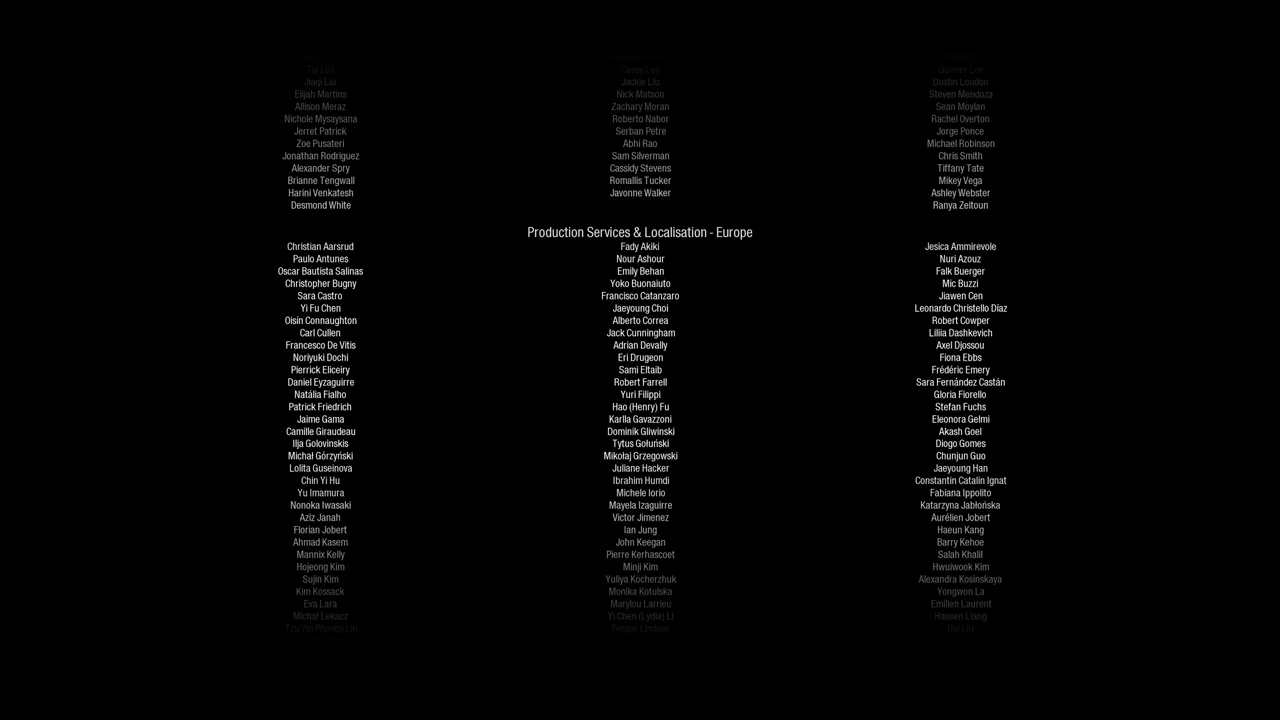 Jiaqi Liu Jackie Liu Dustin Loudon
Elijah Martins Nick Matson Steven Mendoza
Allison Meraz Zachary Moran Sean Moylan
Nichole Mysaysana Roberto Nabor Rachel Overton
Jerret Patrick Serban Petre Jorge Ponce
Zoe Pusateri Abhi Rao Michael Robinson
Jonathan Rodriguez Sam Silverman Chris Smith
Alexander Spry Cassidy Stevens Tiffany Tate
Brianne Tengwall Romallis Tucker Mikey Vega
Harini Venkatesh Javonne Walker Ashley Webster
Desmond White Ranya Zeitoun
Production Services & Localisation - Europe
Christian Aarsrud Fady Akiki Jesica Ammirevole
Paulo Antunes Nour Ashour Nuri Azouz
Oscar Bautista Salinas Emily Behan Falk Buerger
Christopher Bugny Yoko Buonaiuto Mic Buzzi
Sara Castro Francisco Catanzaro Jiawen Cen
Yi Fu Chen Jaeyoung Choi Leonardo Christello Díaz
Oisín Connaughton Alberto Correa Robert Cowper
Carl Cullen Jack Cunningham Liliia Dashkevich
Francesco De Vitis Adrian Devally Axel Djossou
Noriyuki Dochi Eri Drugeon Fiona Ebbs
Pierrick Eliceiry Sami Eltaib Frédéric Emery
Daniel Eyzaguirre Robert Farrell Sara Fernández Castán
Natália Fialho Yuri Filippi Gloria Fiorello
Patrick Friedrich Hao (Henry) Fu Stefan Fuchs
Jaime Gama Karlla Gavazzoni Eleonora Gelmi
Camille Giraudeau Dominik Gliwinski Akash Goel
Ilja Golovinskis Tytus Gołuński Diogo Gomes
Michał Górzyński Mikołaj Grzegowski Chunjun Guo
Lolita Guseinova Juliane Hacker Jaeyoung Han
Chin Yi Hu Ibrahim Humdi Constantin Catalin Ignat
Yu Imamura Michele Iorio Fabiana Ippolito
Nonoka Iwasaki Mayela Izaguirre Katarzyna Jabłońska
Aziz Janah Victor Jimenez Aurélien Jobert
Florian Jobert Ian Jung Haeun Kang
Ahmad Kasem John Keegan Barry Kehoe
Mannix Kelly Pierre Kerhascoet Salah Khalil
Hojeong Kim Minji Kim Hwuiwook Kim
Sujin Kim Yuliya Kocherzhuk Alexandra Kosinskaya
Kim Kossack Monika Kotulska Yongwon La
Eva Lara Marylou Larrieu Emilien Laurent
Michał Lekacz Yi Chen (Lydia) Li Liang